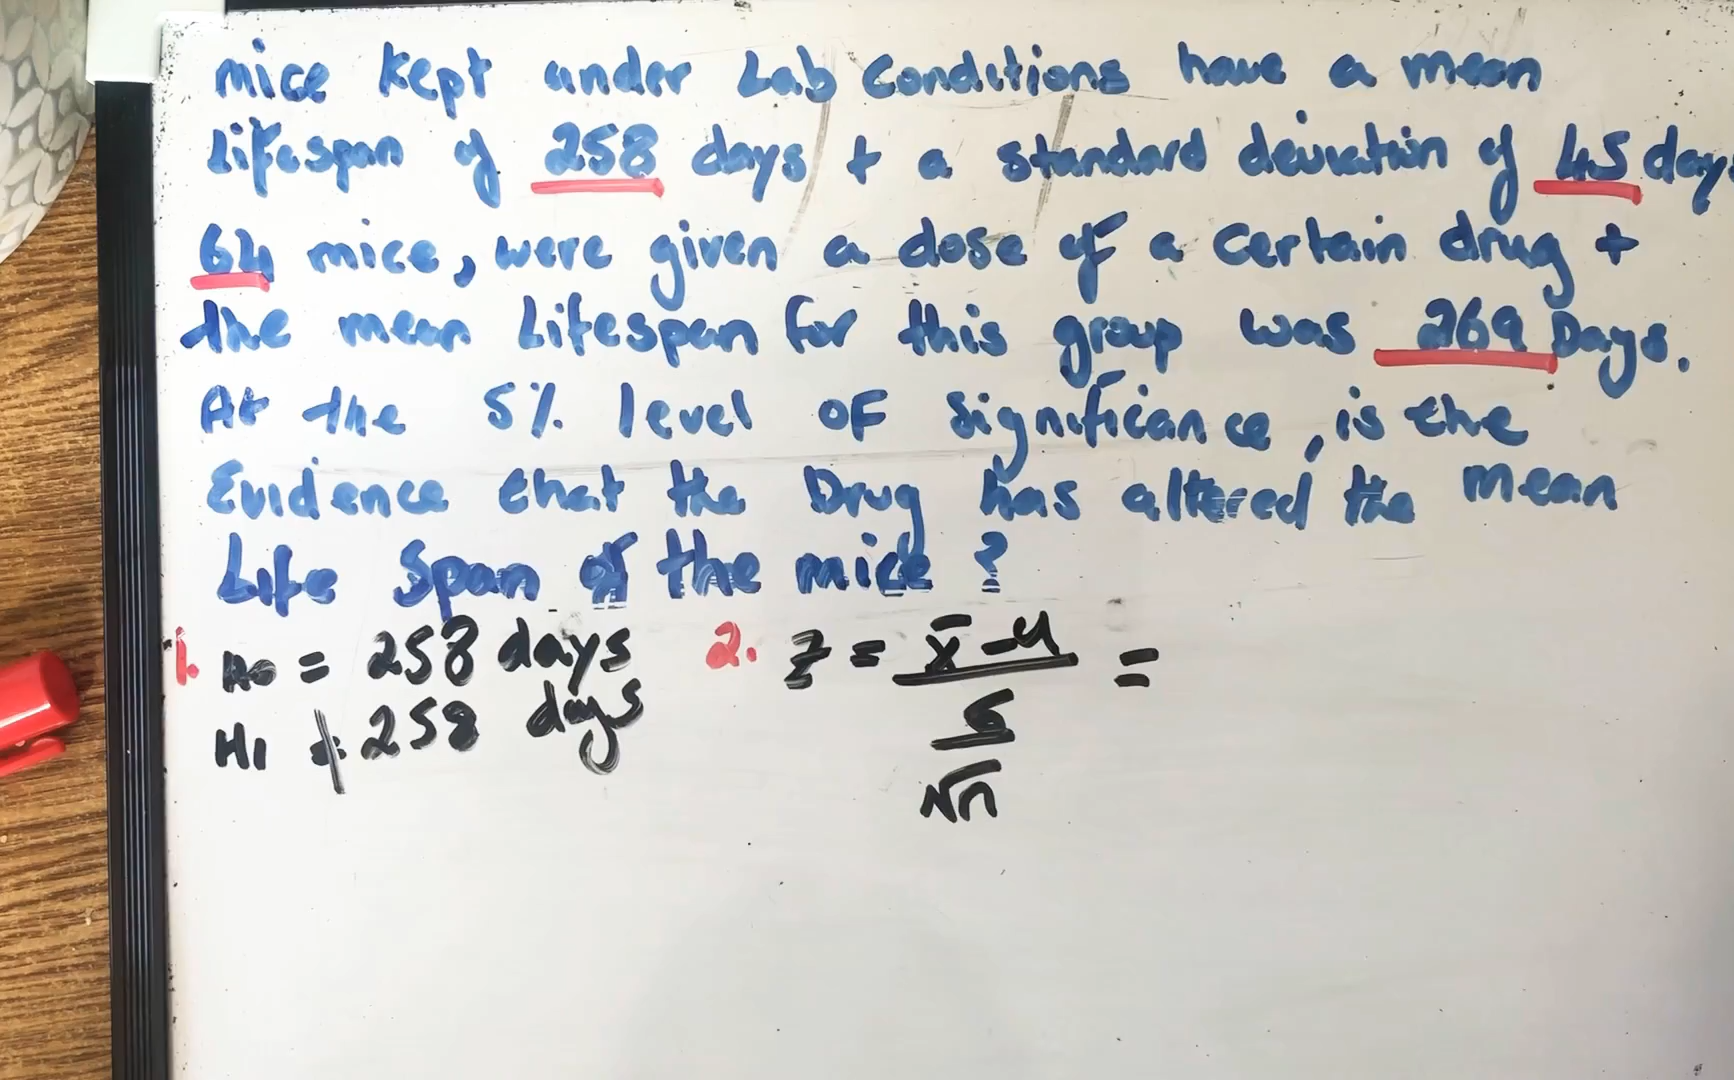 mice kept under Lab Conditions have a mean
Lifespan of 258 days + a standard deviation of 45 day
64 mice, were given a dose of a certain drug +
the mean Lifespan for this group was 269 Days.
At the 5% level of significance, is the
Evidence that the Drug has altered the mean
Life Span of the mice ?
1. H0 = 258 days
H1 ≠ 258 days
2. z = x̄ - μ / σ / √n =